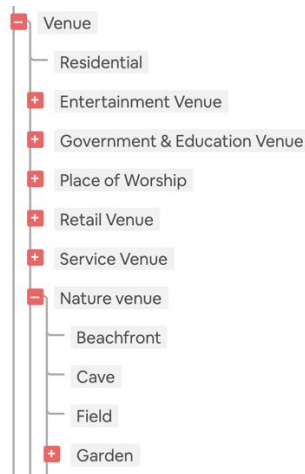 Venue
Residential
Entertainment Venue
Government & Education Venue
Place of Worship
Retail Venue
Service Venue
Nature venue
Beachfront
Cave
Field
Garden